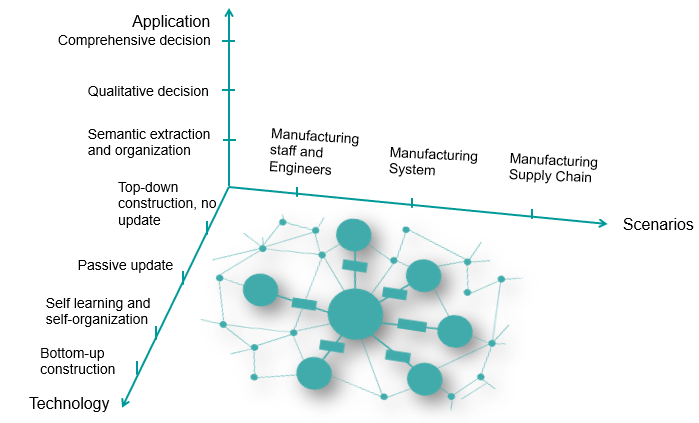 Application
Comprehensive decision
Qualitative decision
Semantic extraction
and organization
Manufacturing
staff and
Engineers
Manufacturing
System
Manufacturing
Supply Chain
Scenarios
Top-down
construction, no
update
Passive update
Self learning and
self-organization
Bottom-up
construction
Technology